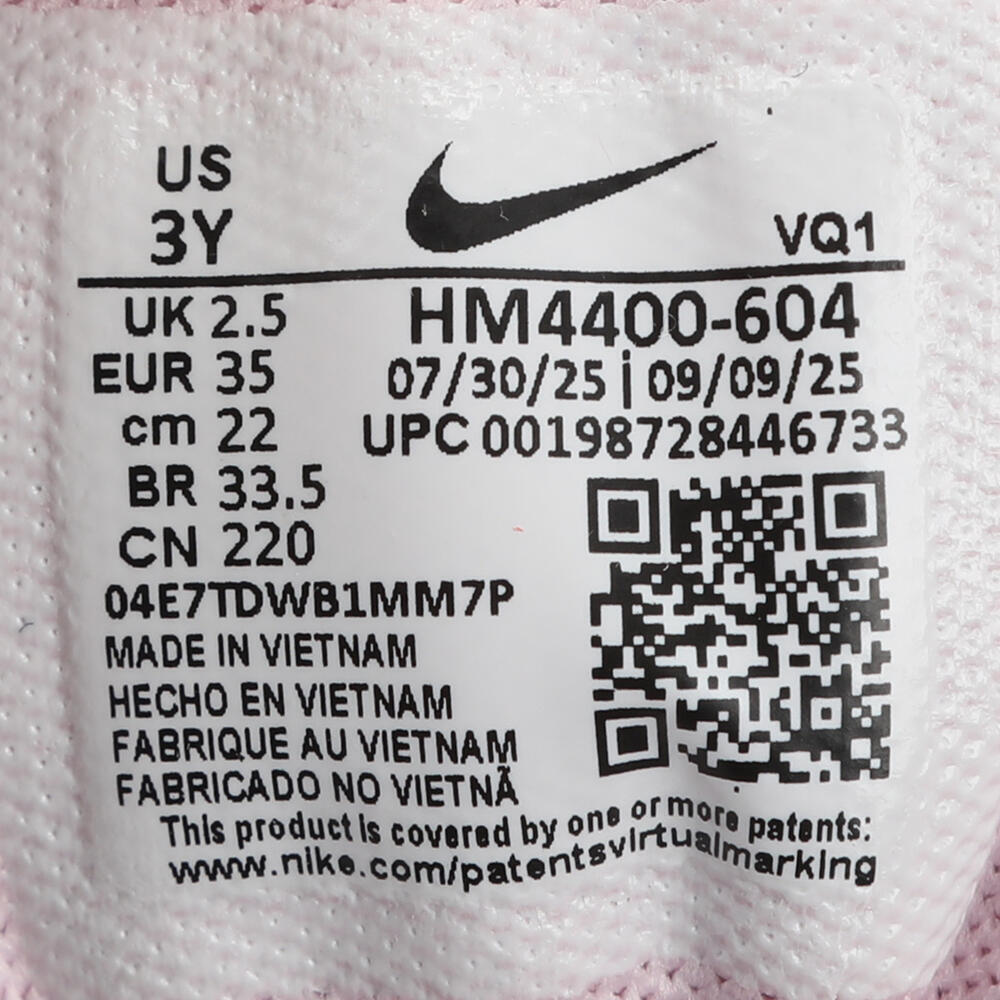 US
3Y
VQ1
UK 2.5
HM4400-604
EUR 35
07/30/25 | 09/09/25
cm 22
UPC 00198728446733
BR 33.5
CN 220
04E7TDWB1MM7P
MADE IN VIETNAM
HECHO EN VIETNAM
FABRIQUE AU VIETNAM
FABRICADO NO VIETNÃ
This product is covered by one or more patents:
www.nike.com/patentsvirtualmarking